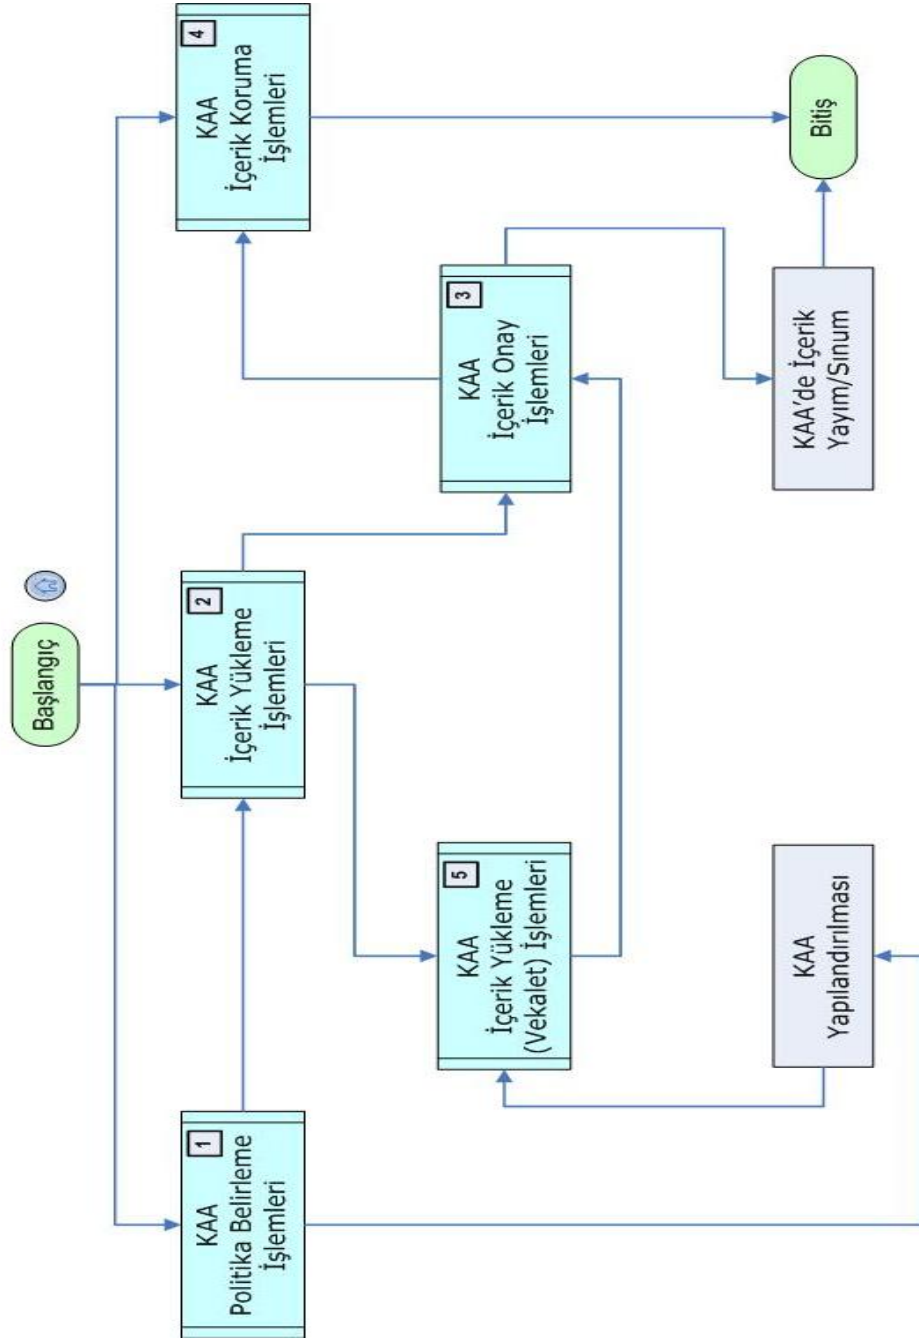 Başlangıç
1
KAA
Politika Belirleme
İşlemleri
2
KAA
İçerik Yükleme
İşlemleri
4
KAA
İçerik Koruma
İşlemleri
5
KAA
İçerik Yükleme
(Vekalet) İşlemleri
3
KAA
İçerik Onay
İşlemleri
KAA
Yapılandırılması
KAA’de İçerik
Yayım/Sınum
Bitiş